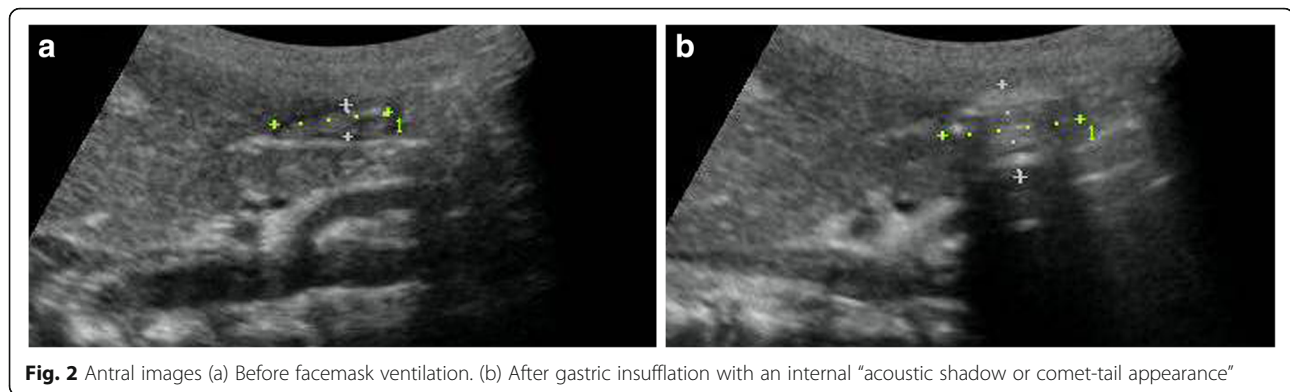 a
b
1
1
Fig. 2 Antral images (a) Before facemask ventilation. (b) After gastric insufflation with an internal “acoustic shadow or comet-tail appearance”